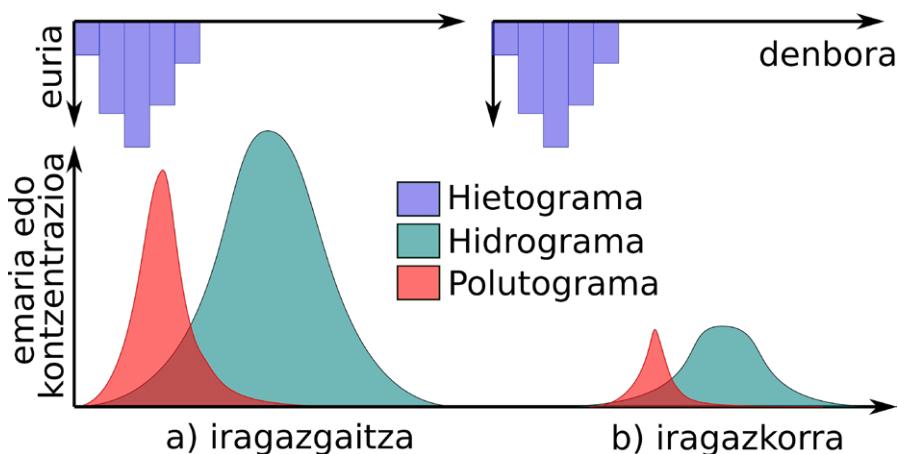 euria
denbora
emaria edo
kontzentrazioa
Hietograma
Hidrograma
Polutograma
a) iragazgaitza
b) iragazkorra